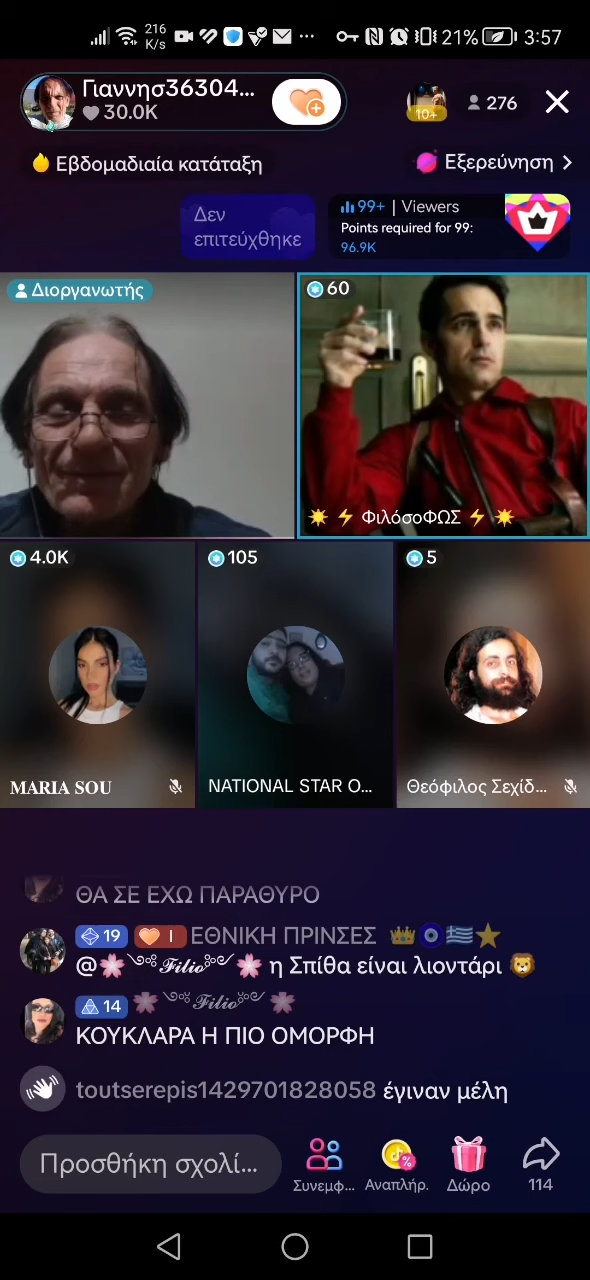 216
K/s
21%
3:57
Γιαννησ36304...
30.0K
10+
276
Εβδομαδιαία κατάταξη
Εξερεύνηση
Δεν
επιτεύχθηκε
99+ | Viewers
Points required for 99:
96.9K
Διοργανωτής
60
ΦιλόσοΦΩΣ
4.0K
105
5
MARIA SOU
NATIONAL STAR O...
Θεόφιλος Σεχίδ...
ΘΑ ΣΕ ΕΧΩ ΠΑΡΑΘΥΡΟ
19 I ΕΘΝΙΚΗ ΠΡΙΝΣΕΣ
@🌸༺𝓕𝓲𝓵𝓲𝓸༻🌸 η Σπίθα είναι λιοντάρι 🦁
14 🌸༺𝓕𝓲𝓵𝓲𝓸༻🌸
ΚΟΥΚΛΑΡΑ Η ΠΙΟ ΟΜΟΡΦΗ
toutserepis1429701828058 έγιναν μέλη
Προσθήκη σχολί...
Συνεμφ...
Αναπλήρ.
Δώρο
114